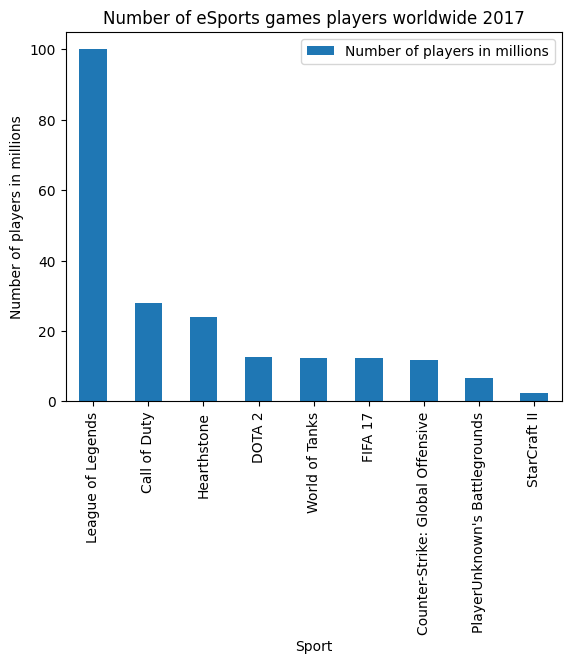 Number of eSports games players worldwide 2017
Number of players in millions
Number of players in millions
100
80
60
40
20
0
League of Legends
Call of Duty
Hearthstone
DOTA 2
World of Tanks
FIFA 17
Counter-Strike: Global Offensive
PlayerUnknown's Battlegrounds
StarCraft II
Sport